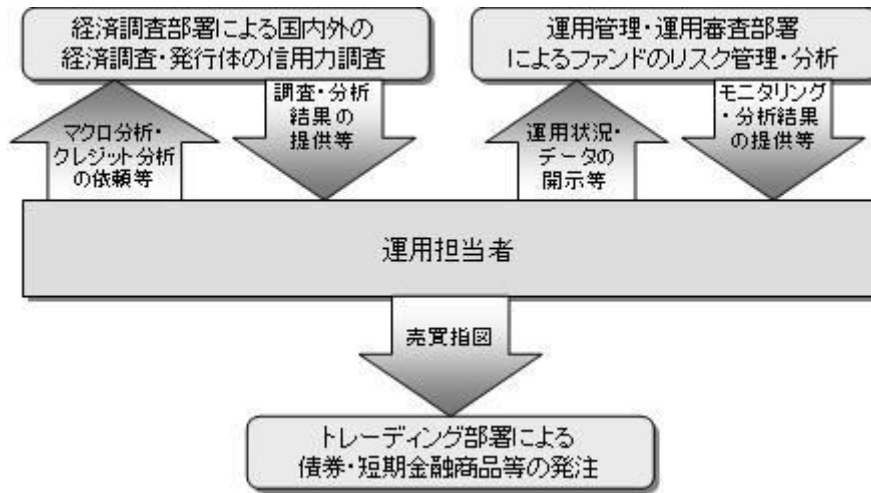 経済調査部署による国内外の
経済調査・発行体の信用力調査
運用管理・運用審査部署
によるファンドのリスク管理・分析
マクロ分析・
クレジット分析
の依頼等
調査・分析
結果の
提供等
運用状況・
データの
開示等
モニタリング
・分析結果
の提供等
運用担当者
売買指図
トレーディング部署による
債券・短期金融商品等の発注